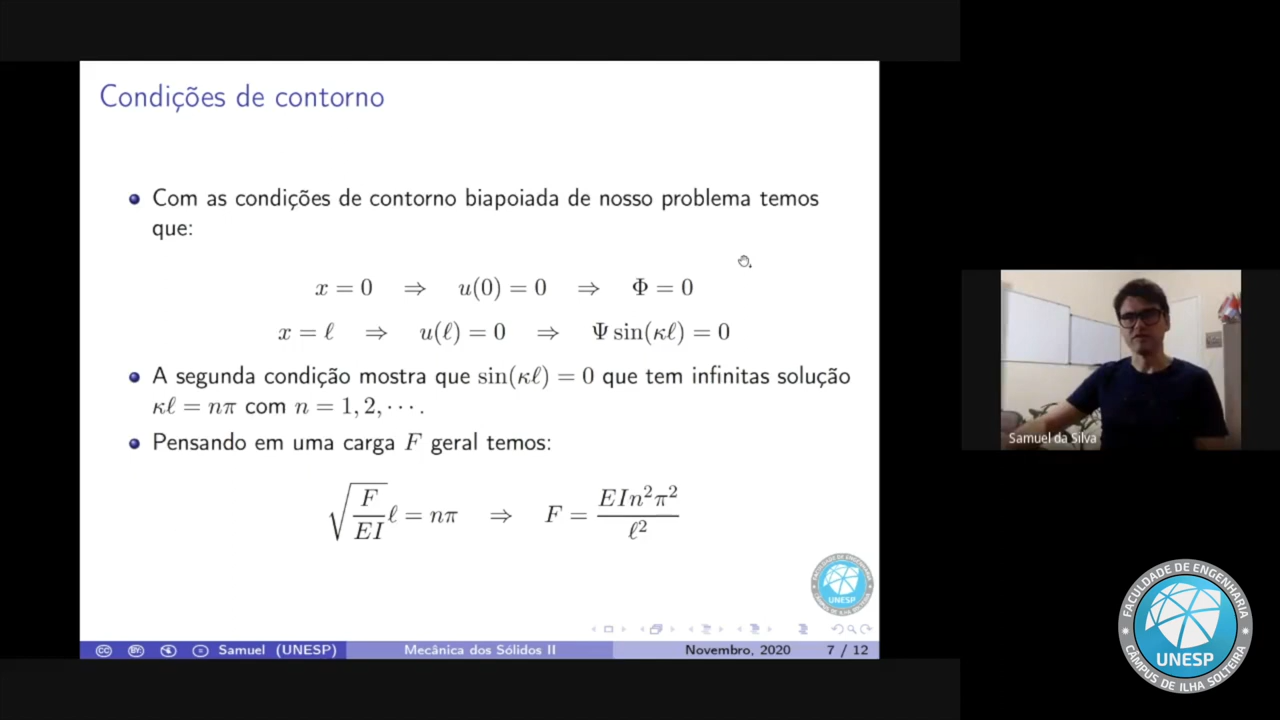 Condições de contorno
Com as condições de contorno biapoiada de nosso problema temos
que:
x = 0 ⇒ u(0) = 0 ⇒ Φ = 0
x = ℓ ⇒ u(ℓ) = 0 ⇒ Ψ sin(κℓ) = 0
A segunda condição mostra que sin(κℓ) = 0 que tem infinitas solução
κℓ = nπ com n = 1, 2, ⋯.
Pensando em uma carga F geral temos:
√(F/EI) ℓ = nπ ⇒ F = EIn²π²/ℓ²
UNESP
Samuel (UNESP)
Mecânica dos Sólidos II
Novembro, 2020
7 / 12
Samuel da Silva
FACULDADE DE ENGENHARIA
UNESP
CÂMPUS DE ILHA SOLTEIRA